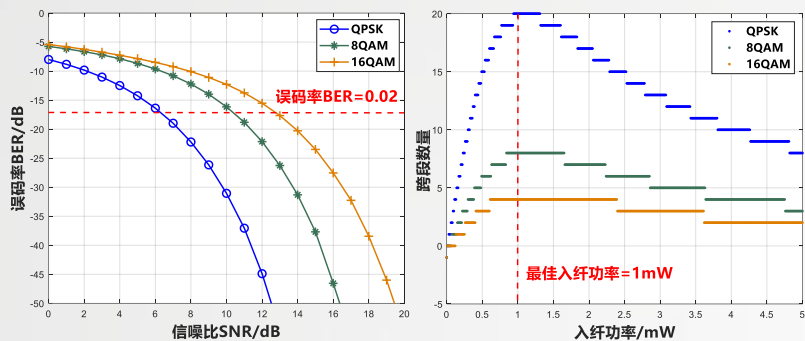 误码率BER/dB
0
-5
-10
-15
-20
-25
-30
-35
-40
-45
-50
QPSK
8QAM
16QAM
误码率BER=0.02
0 2 4 6 8 10 12 14 16 18 20
信噪比SNR/dB
跨段数量
20
15
10
5
0
-5
QPSK
8QAM
16QAM
最佳入纤功率=1mW
0 0.5 1 1.5 2 2.5 3 3.5 4 4.5 5
入纤功率/mW